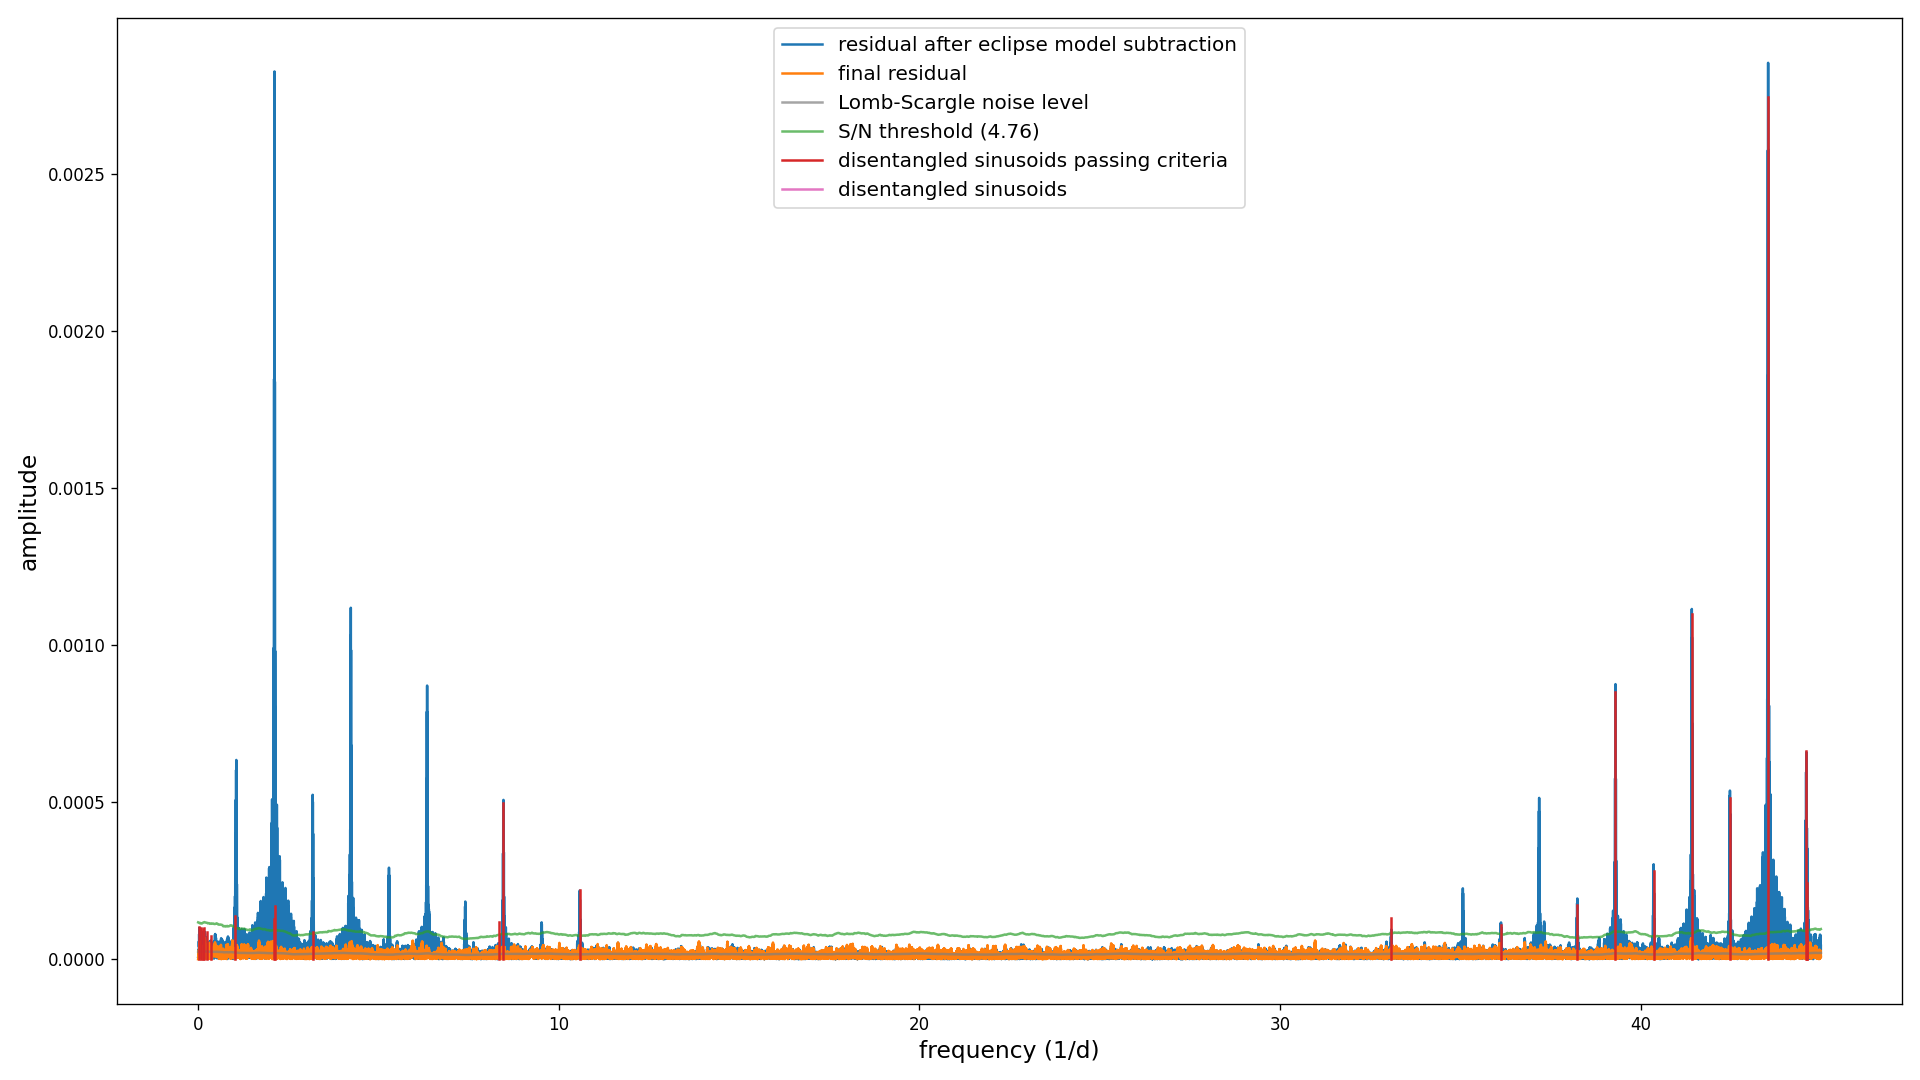 residual after eclipse model subtraction
final residual
Lomb-Scargle noise level
S/N threshold (4.76)
disentangled sinusoids passing criteria
disentangled sinusoids
amplitude
0.0025
0.0020
0.0015
0.0010
0.0005
0.0000
0 10 20 30 40
frequency (1/d)